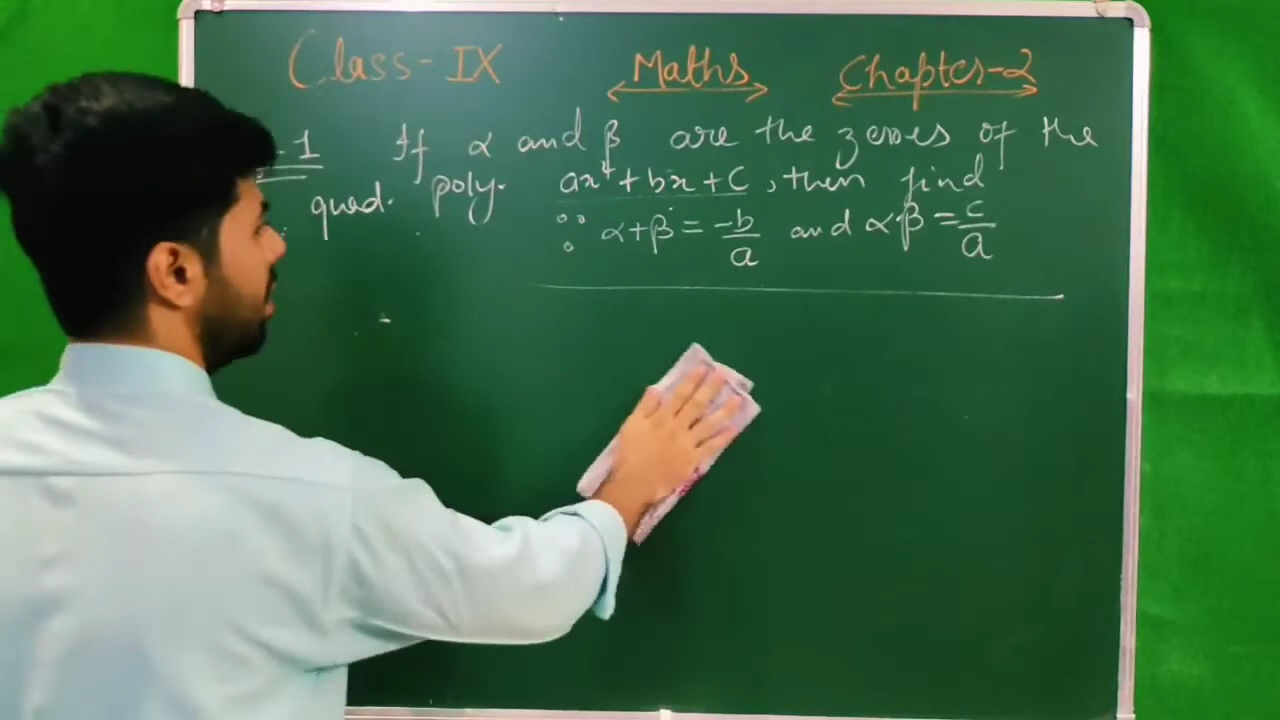 Class-IX Maths Chapter-2
-1 If α and β are the zeroes of the
quad. poly. ax²+bx+c, then find
∵ α+β = -b/a and αβ = c/a